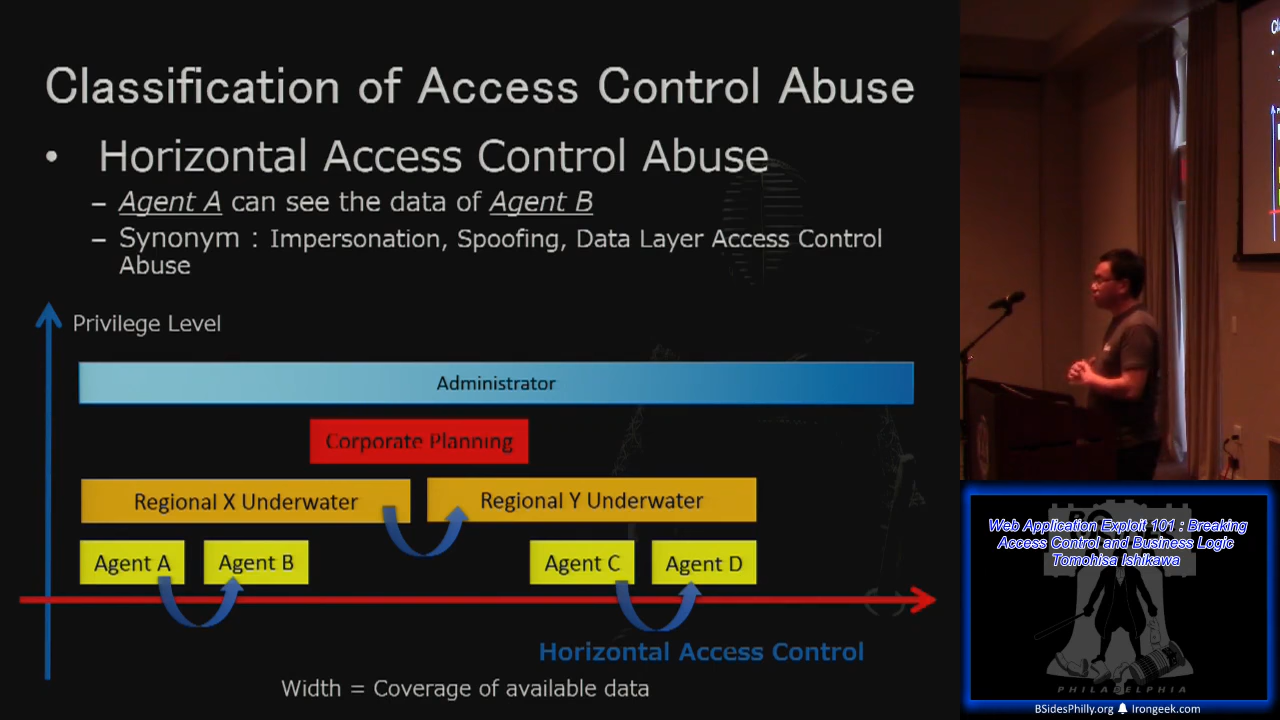 Classification of Access Control Abuse
• Horizontal Access Control Abuse
– Agent A can see the data of Agent B
– Synonym : Impersonation, Spoofing, Data Layer Access Control
Abuse
Privilege Level
Administrator
Corporate Planning
Regional X Underwater
Regional Y Underwater
Agent A
Agent B
Agent C
Agent D
Horizontal Access Control
Width = Coverage of available data
Web Application Exploit 101 : Breaking
Access Control and Business Logic
Tomohisa Ishikawa
PHILADELPHIA
BSidesPhilly.org Irongeek.com